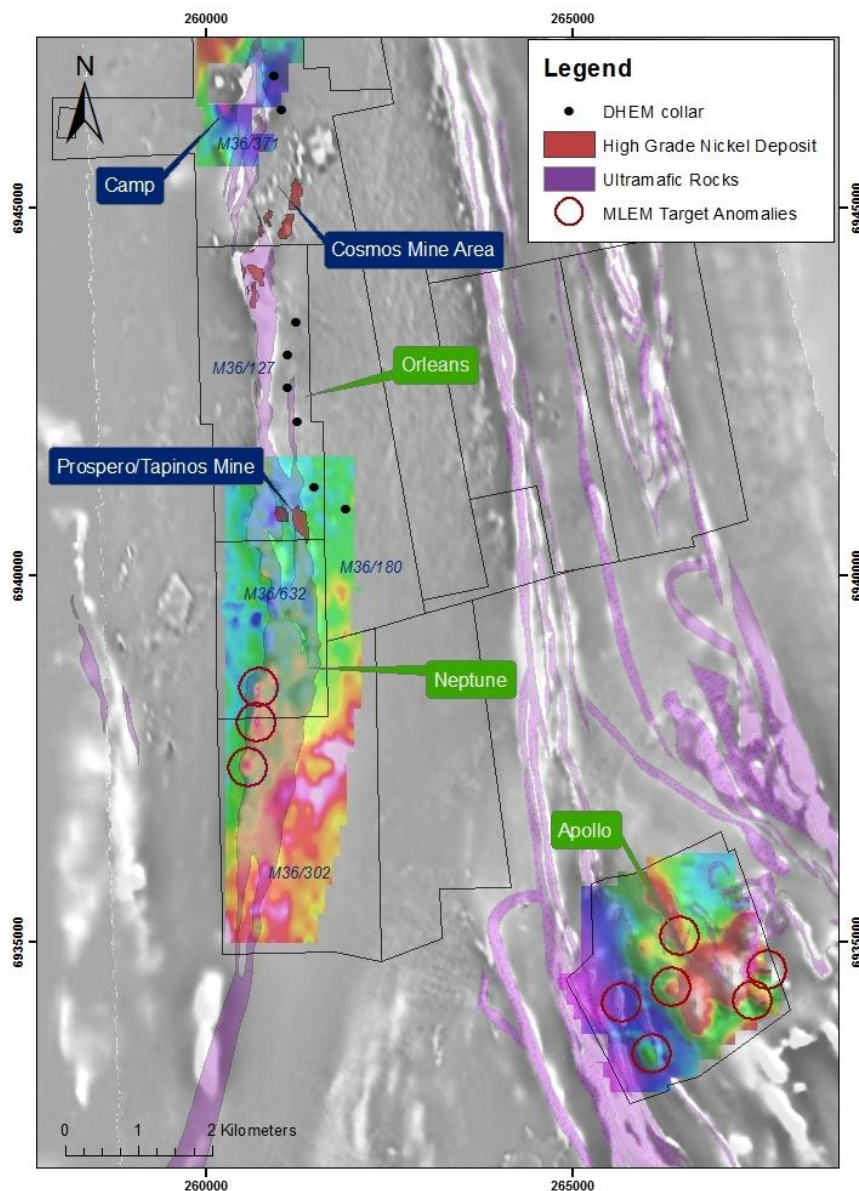 260000
265000
N
Legend
DHEM collar
High Grade Nickel Deposit
Ultramafic Rocks
MLEM Target Anomalies
M36/371
Camp
6945000
6945000
Cosmos Mine Area
M36/127
Orleans
Prospero/Tapinos Mine
6940000
6940000
M36/180
M36/632
Neptune
Apollo
M36/302
6935000
6935000
0 1 2 Kilometers
260000
265000